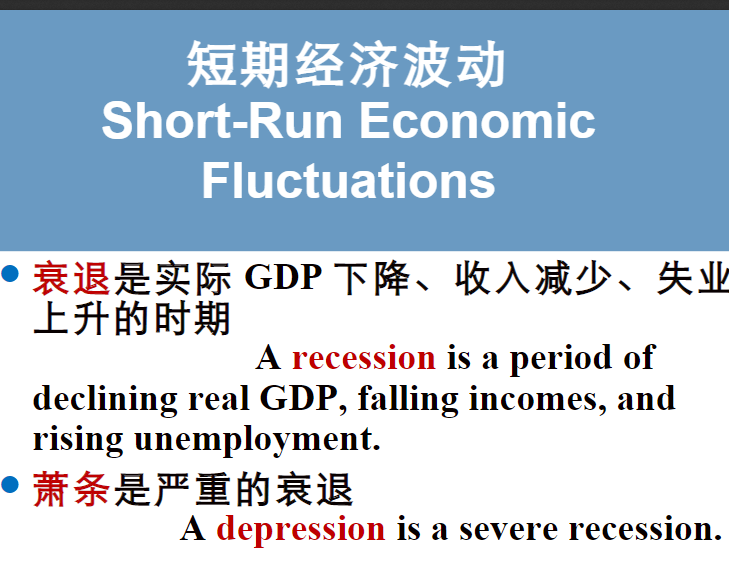 短期经济波动
Short-Run Economic
Fluctuations
衰退是实际 GDP 下降、收入减少、失业
上升的时期
A recession is a period of
declining real GDP, falling incomes, and
rising unemployment.
萧条是严重的衰退
A depression is a severe recession.